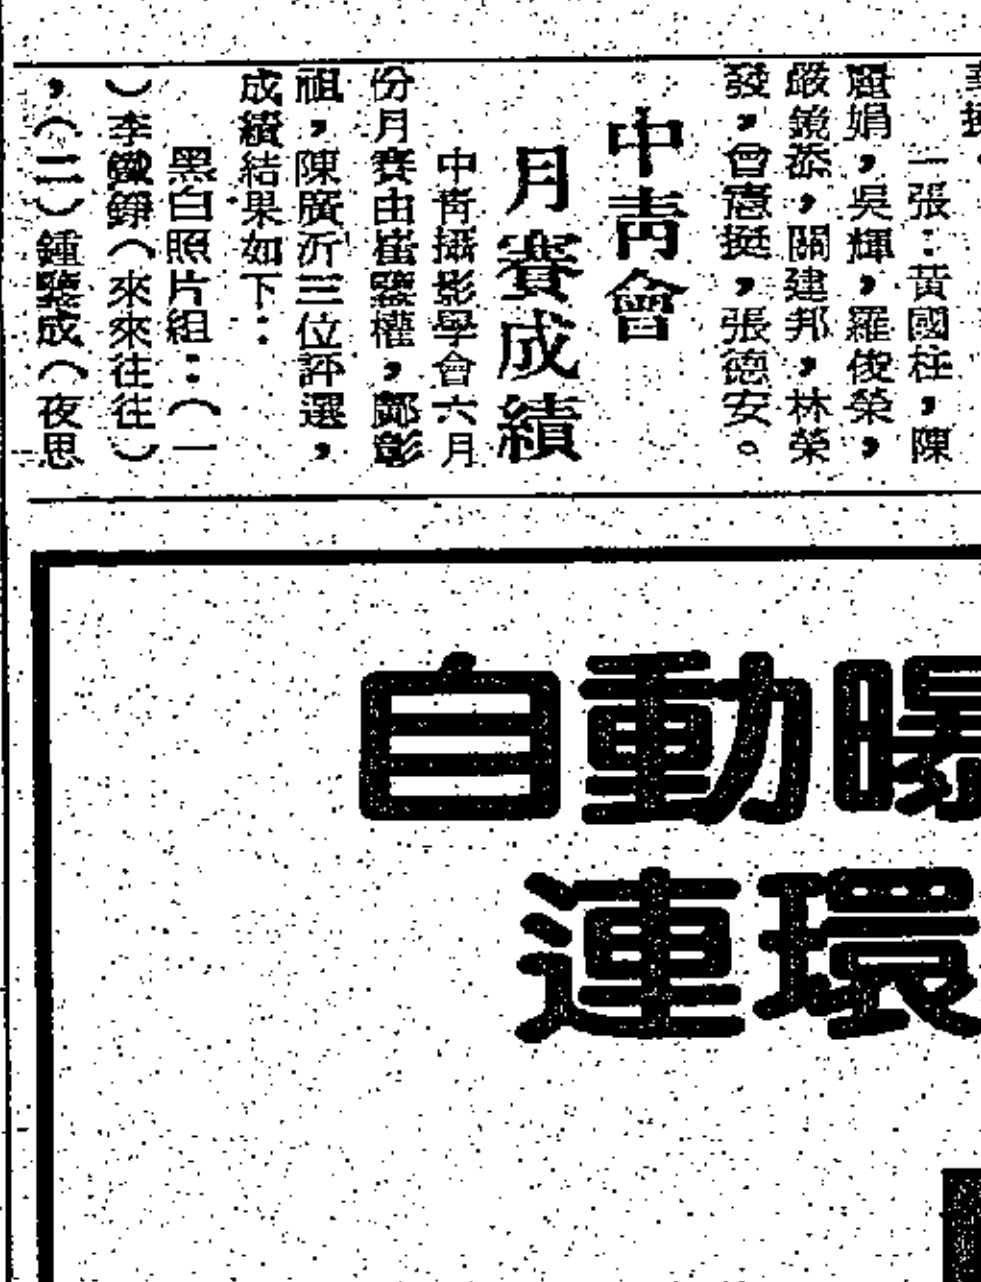 一張：黃國柱，陳
麗娟，吳輝，羅俊榮，
嚴鏡添，關建邦，林榮
發，曾憲挺，張德安。
中青會
月賽成績
中青攝影學會六月
份月賽由崔鑒權，鄺彰
祖，陳廣沂三位評選，
成績結果如下：
黑白照片組：（一
）李鐵錚（來來往往）
，（二）鍾鑒成（夜思
自動曝
連環